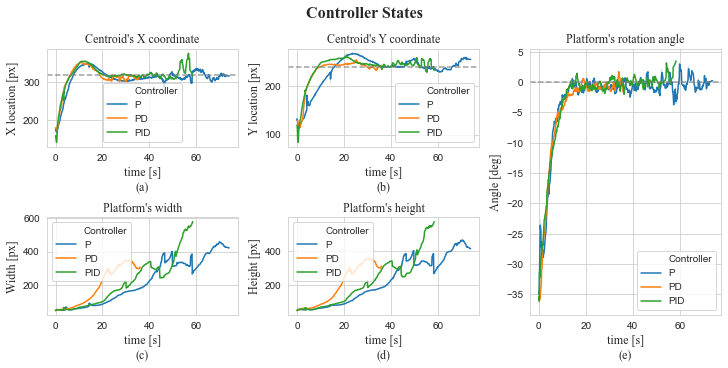 Controller States
Centroid's X coordinate
X location [px]
300
200
0
20
40
60
Controller
P
PD
PID
time [s]
(a)
Centroid's Y coordinate
Y location [px]
200
100
0
20
40
60
Controller
P
PD
PID
time [s]
(b)
Platform's width
Width [px]
600
400
200
0
20
40
60
Controller
P
PD
PID
time [s]
(c)
Platform's height
Height [px]
400
200
0
20
40
60
Controller
P
PD
PID
time [s]
(d)
Platform's rotation angle
Angle [deg]
5
0
−5
−10
−15
−20
−25
−30
−35
0
20
40
60
Controller
P
PD
PID
time [s]
(e)